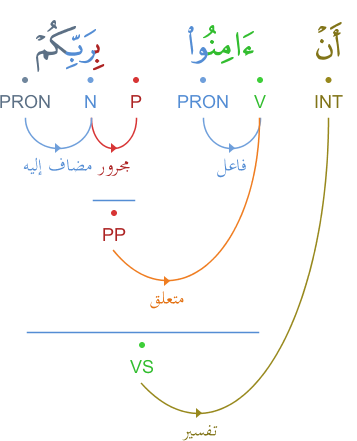 أَنْ ءَامِنُوا۟ بِرَبِّكُمْ
INT V PRON P N PRON
فاعل مجرور مضاف إليه
PP
متعلق
VS
تفسير